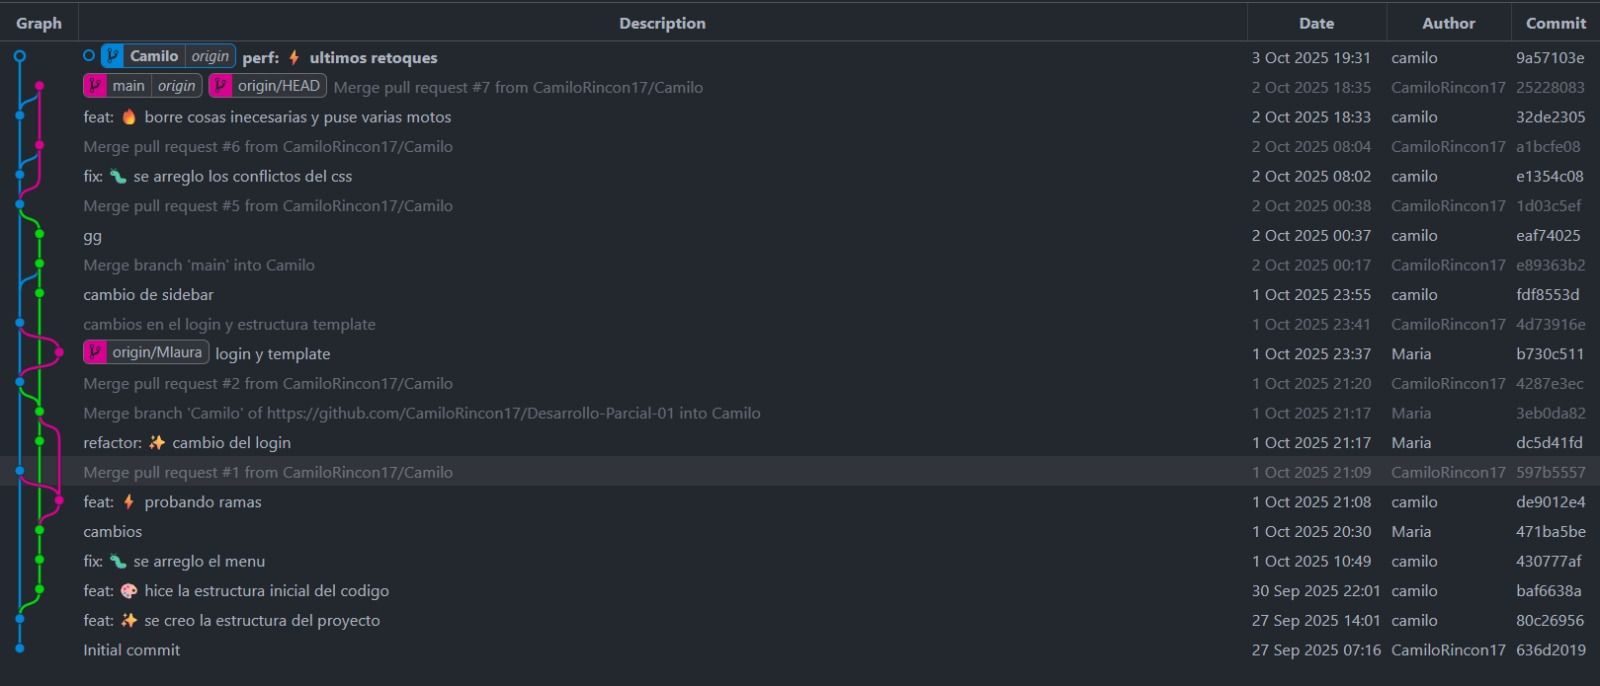 Graph Description Date Author Commit
Camilo origin perf: ⚡ ultimos retoques 3 Oct 2025 19:31 camilo 9a57103e
main origin origin/HEAD Merge pull request #7 from CamiloRincon17/Camilo 2 Oct 2025 18:35 CamiloRincon17 25228083
feat: 🔥 borre cosas inecesarias y puse varias motos 2 Oct 2025 18:33 camilo 32de2305
Merge pull request #6 from CamiloRincon17/Camilo 2 Oct 2025 08:04 CamiloRincon17 a1bcfe08
fix: 🐛 se arreglo los conflictos del css 2 Oct 2025 08:02 camilo e1354c08
Merge pull request #5 from CamiloRincon17/Camilo 2 Oct 2025 00:38 CamiloRincon17 1d03c5ef
gg 2 Oct 2025 00:37 camilo eaf74025
Merge branch 'main' into Camilo 2 Oct 2025 00:17 CamiloRincon17 e89363b2
cambio de sidebar 1 Oct 2025 23:55 camilo fdf8553d
cambios en el login y estructura template 1 Oct 2025 23:41 CamiloRincon17 4d73916e
origin/Mlaura login y template 1 Oct 2025 23:37 Maria b730c511
Merge pull request #2 from CamiloRincon17/Camilo 1 Oct 2025 21:20 CamiloRincon17 4287e3ec
Merge branch 'Camilo' of https://github.com/CamiloRincon17/Desarrollo-Parcial-01 into Camilo 1 Oct 2025 21:17 Maria 3eb0da82
refactor: ✨ cambio del login 1 Oct 2025 21:17 Maria dc5d41fd
Merge pull request #1 from CamiloRincon17/Camilo 1 Oct 2025 21:09 CamiloRincon17 597b5557
feat: ⚡ probando ramas 1 Oct 2025 21:08 camilo de9012e4
cambios 1 Oct 2025 20:30 Maria 471ba5be
fix: 🐛 se arreglo el menu 1 Oct 2025 10:49 camilo 430777af
feat: 🎨 hice la estructura inicial del codigo 30 Sep 2025 22:01 camilo baf6638a
feat: ✨ se creo la estructura del proyecto 27 Sep 2025 14:01 camilo 80c26956
Initial commit 27 Sep 2025 07:16 CamiloRincon17 636d2019